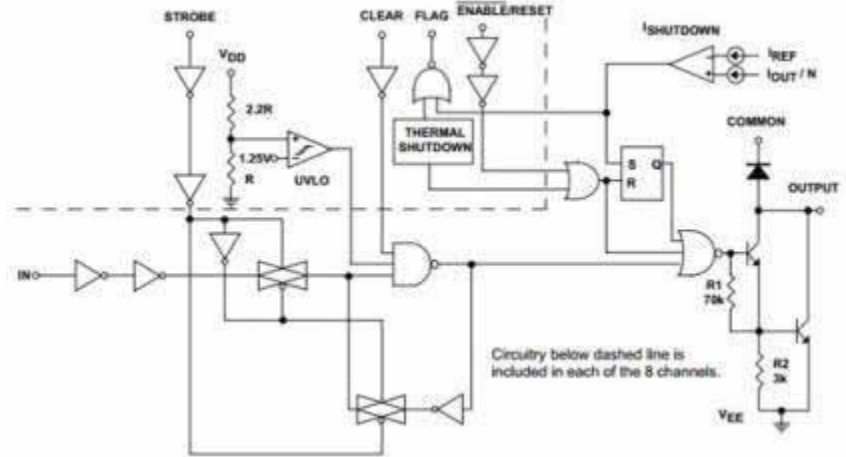 STROBE
CLEAR
FLAG
ENABLE/RESET
ISHUTDOWN
IREF
IOUT / N
VDD
2.2R
THERMAL
SHUTDOWN
COMMON
1.25V
R
UVLO
S
Q
R
OUTPUT
IN
R1
70k
Circuitry below dashed line is
included in each of the 8 channels.
R2
3k
VEE